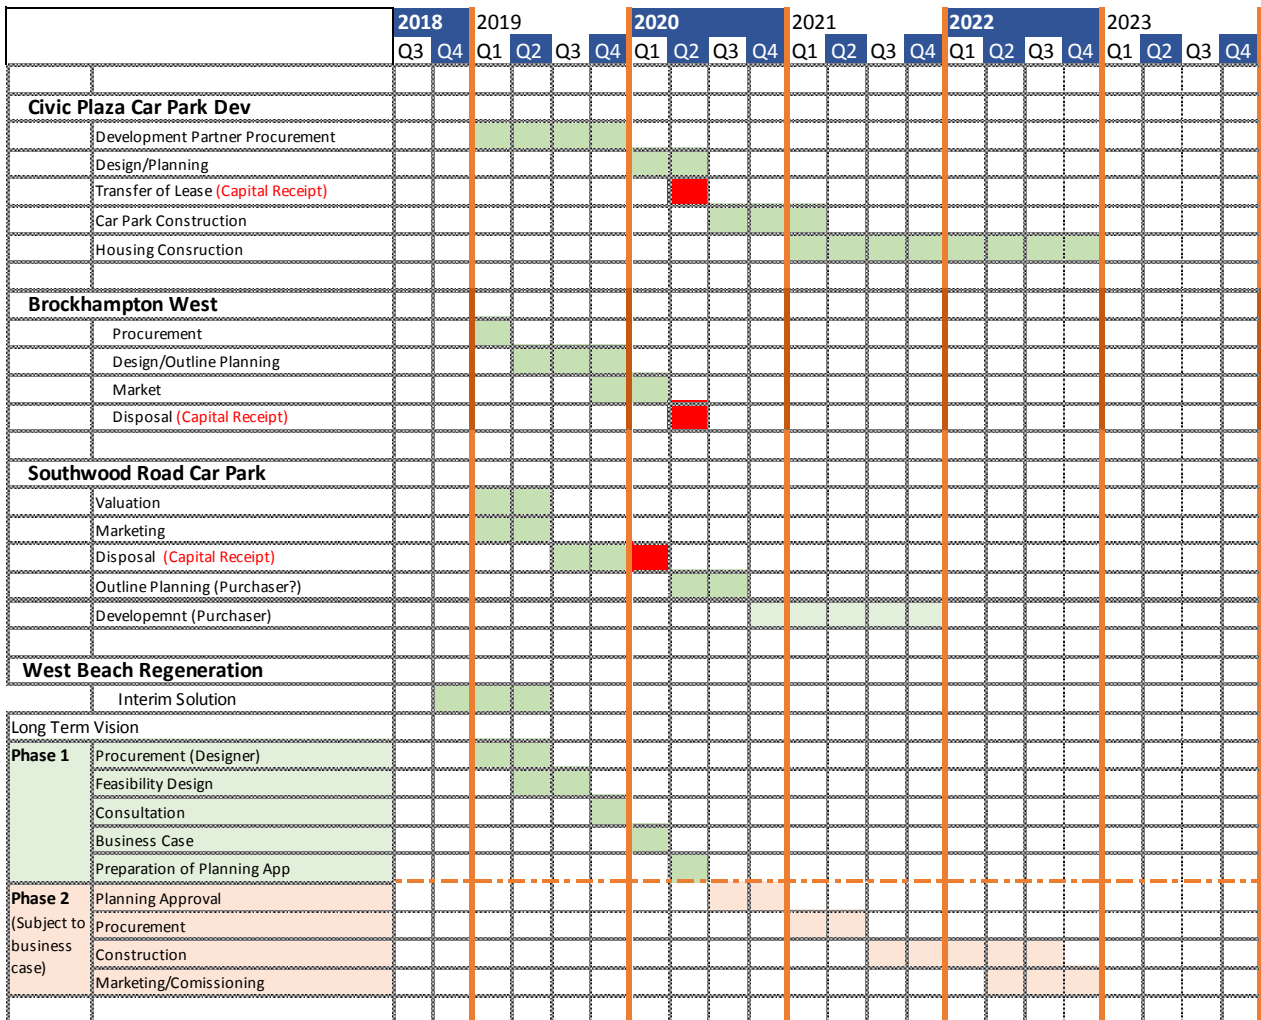 2018 2019 2020 2021 2022 2023
Q3 Q4 Q1 Q2 Q3 Q4 Q1 Q2 Q3 Q4 Q1 Q2 Q3 Q4 Q1 Q2 Q3 Q4 Q1 Q2 Q3 Q4
Civic Plaza Car Park Dev
Development Partner Procurement
Design/Planning
Transfer of Lease (Capital Receipt)
Car Park Construction
Housing Consruction
Brockhampton West
Procurement
Design/Outline Planning
Market
Disposal (Capital Receipt)
Southwood Road Car Park
Valuation
Marketing
Disposal (Capital Receipt)
Outline Planning (Purchaser?)
Developemnt (Purchaser)
West Beach Regeneration
Interim Solution
Long Term Vision
Phase 1 Procurement (Designer)
Feasibility Design
Consultation
Business Case
Preparation of Planning App
Phase 2 Planning Approval
(Subject to Procurement
business Construction
case) Marketing/Comissioning